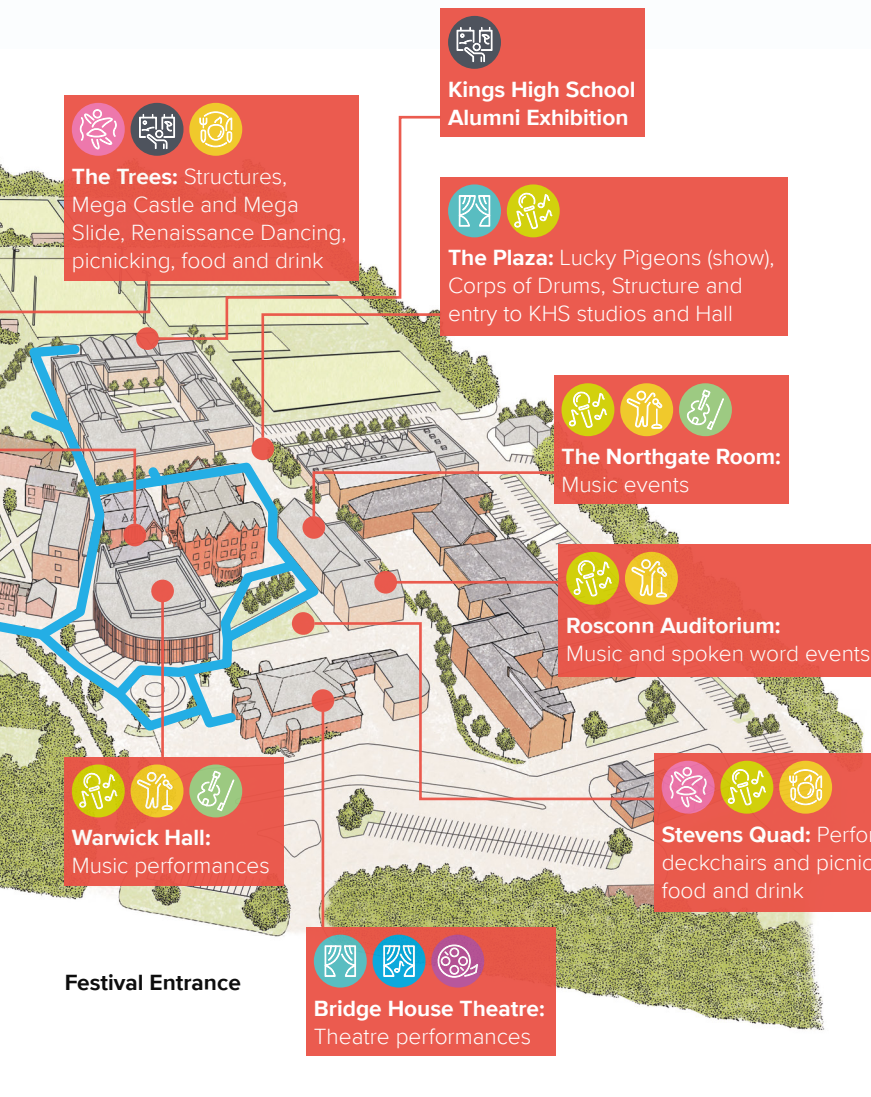 Kings High School
Alumni Exhibition
The Trees: Structures,
Mega Castle and Mega
Slide, Renaissance Dancing,
picnicking, food and drink
The Plaza: Lucky Pigeons (show),
Corps of Drums, Structure and
entry to KHS studios and Hall
The Northgate Room:
Music events
Rosconn Auditorium:
Music and spoken word events
Warwick Hall:
Music performances
Stevens Quad:
deckchairs and
food and drink
Festival Entrance
Bridge House Theatre:
Theatre performances